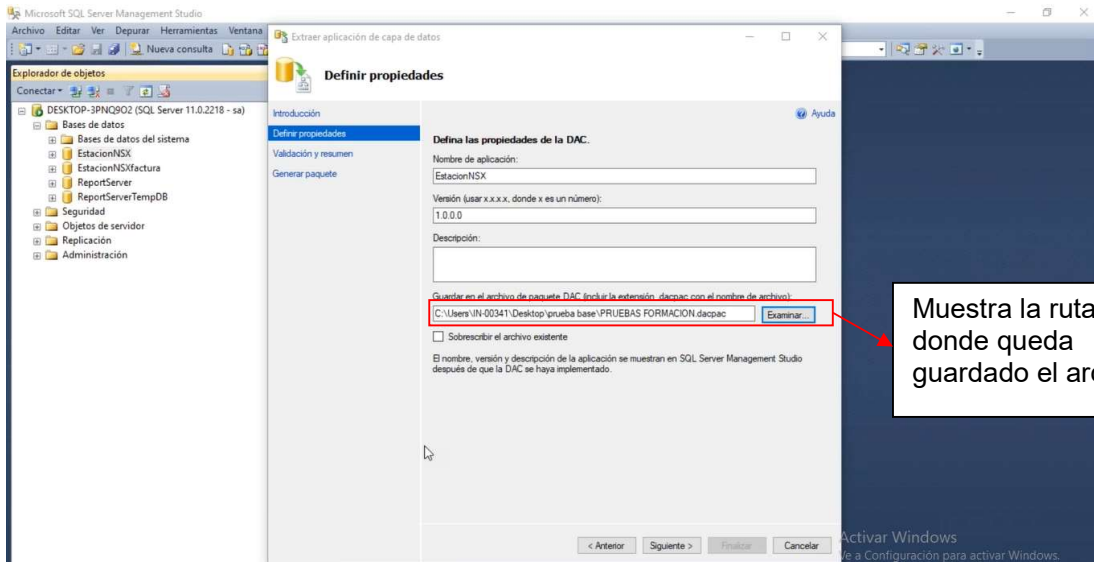 Microsoft SQL Server Management Studio
Archivo Editar Ver Depurar Herramientas Ventana
Nueva consulta
Explorador de objetos
Conectar
DESKTOP-3PNQ9O2 (SQL Server 11.0.2218 - sa)
Bases de datos
Bases de datos del sistema
EstacionNSX
EstacionNSXfactura
ReportServer
ReportServerTempDB
Seguridad
Objetos de servidor
Replicación
Administración
Extraer aplicación de capa de datos
Definir propiedades
Introducción
Definir propiedades
Validación y resumen
Generar paquete
Ayuda
Defina las propiedades de la DAC.
Nombre de aplicación:
EstacionNSX
Versión (usar x.x.x.x, donde x es un número):
1.0.0.0
Descripción:
Guardar en el archivo de paquete DAC (incluir la extensión .dacpac con el nombre de archivo):
C:\Users\IN-00341\Desktop\prueba base\PRUEBAS FORMACION.dacpac
Examinar...
Sobrescribir el archivo existente
El nombre, versión y descripción de la aplicación se muestran en SQL Server Management Studio
después de que la DAC se haya implementado.
< Anterior
Siguiente >
Finalizar
Cancelar
Muestra la ruta
donde queda
guardado el
Activar Windows
Ve a Configuración para activar Windows.